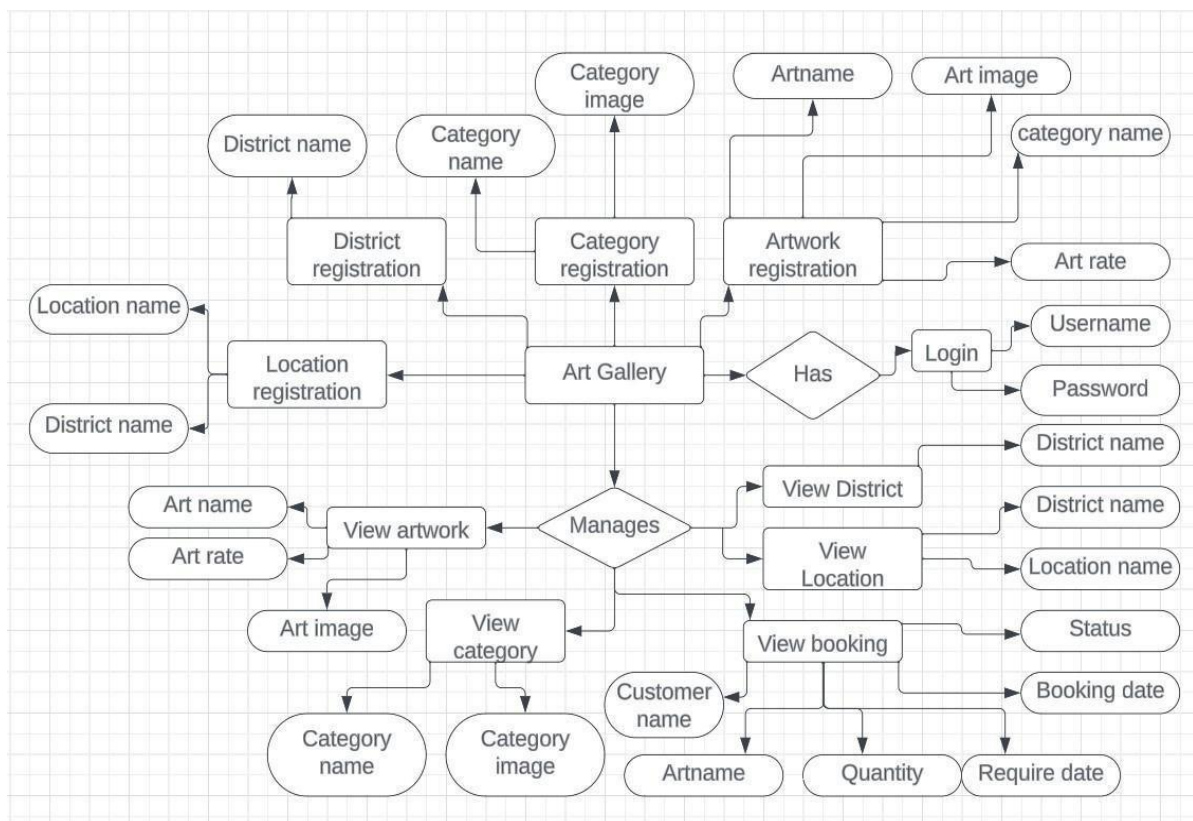 Category
image
Artname
Art image
District name
Category
name
category name
District
registration
Category
registration
Artwork
registration
Art rate
Location name
Username
Location
registration
Art Gallery
Has
Login
Password
District name
District name
Art name
View artwork
Manages
View District
District name
Art rate
View
Location
Location name
Art image
View
category
View booking
Status
Customer
name
Booking date
Category
name
Category
image
Artname
Quantity
Require date